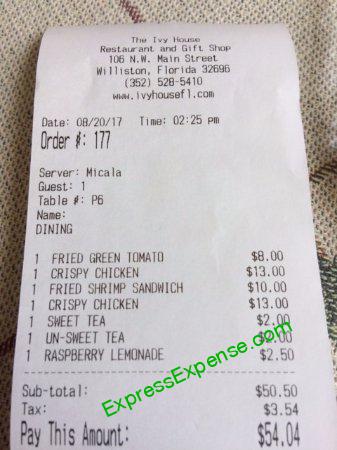 The Ivy House
Restaurant and Gift Shop
106 N.W. Main Street
Williston, Florida 32696
(352) 528-5410
www.ivyhousefl.com
Date: 08/20/17 Time: 02:25 pm
Order #: 177
Server: Micala
Guest: 1
Table #: P6
Name:
DINING
1 FRIED GREEN TOMATO $8.00
1 CRISPY CHICKEN $13.00
1 FRIED SHRIMP SANDWICH $10.00
1 CRISPY CHICKEN $13.00
1 SWEET TEA $2.00
1 UN-SWEET TEA $2.00
1 RASPBERRY LEMONADE $2.50
Sub-total: $50.50
Tax: $3.54
Pay This Amount: $54.04
ExpressExpense.com